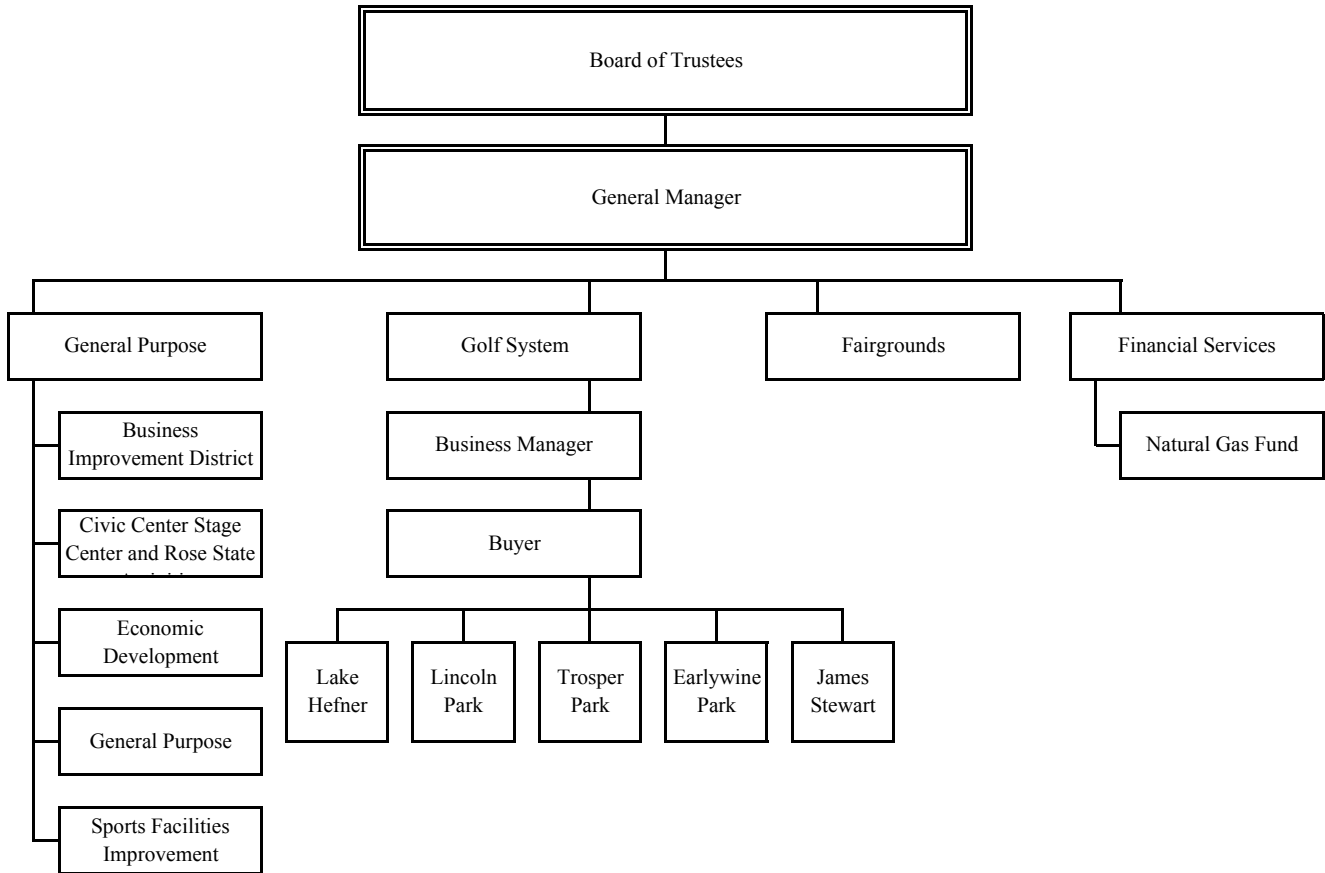 Board of Trustees
General Manager
General Purpose
Golf System
Fairgrounds
Financial Services
Business
Improvement District
Business Manager
Natural Gas Fund
Civic Center Stage
Center and Rose State
Buyer
Economic
Development
Lake
Hefner
Lincoln
Park
Trosper
Park
Earlywine
Park
James
Stewart
General Purpose
Sports Facilities
Improvement